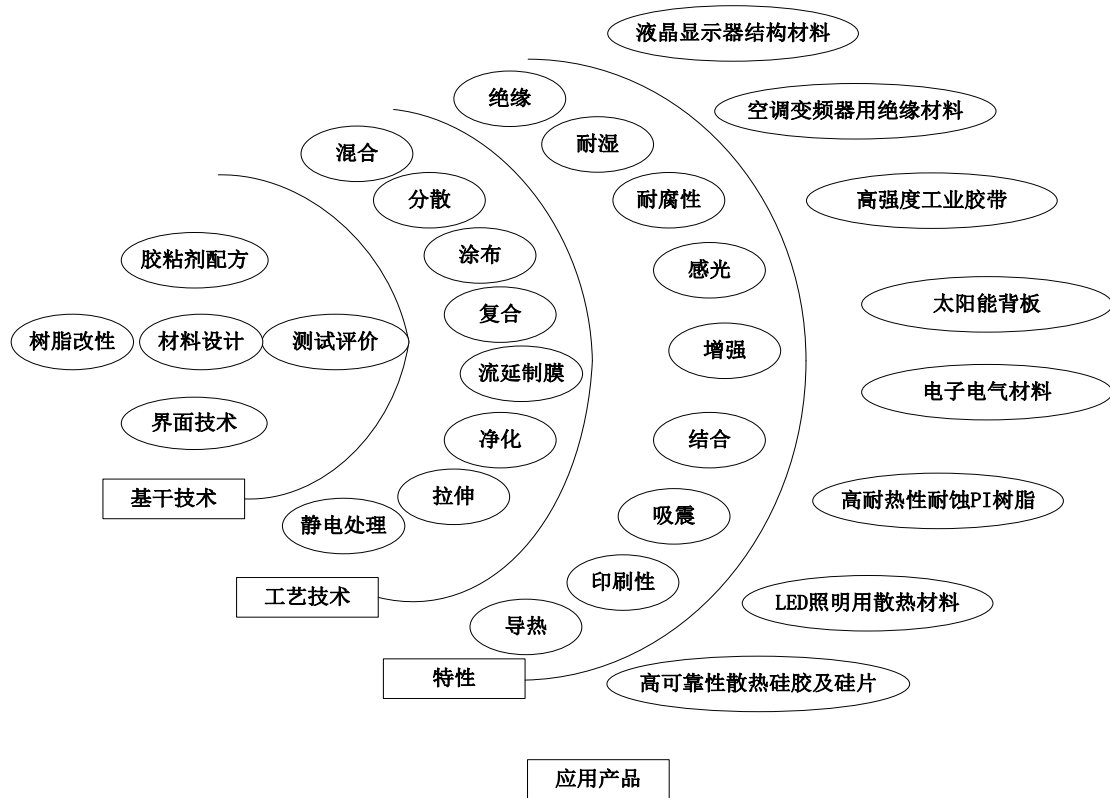 液晶显示器结构材料
绝缘
空调变频器用绝缘材料
混合
耐湿
分散
耐腐性
高强度工业胶带
胶粘剂配方
涂布
感光
太阳能背板
复合
树脂改性
材料设计
测试评价
增强
流延制膜
电子电气材料
界面技术
净化
结合
基干技术
拉伸
高耐热性耐蚀PI树脂
静电处理
吸震
工艺技术
印刷性
LED照明用散热材料
导热
特性
高可靠性散热硅胶及硅片
应用产品